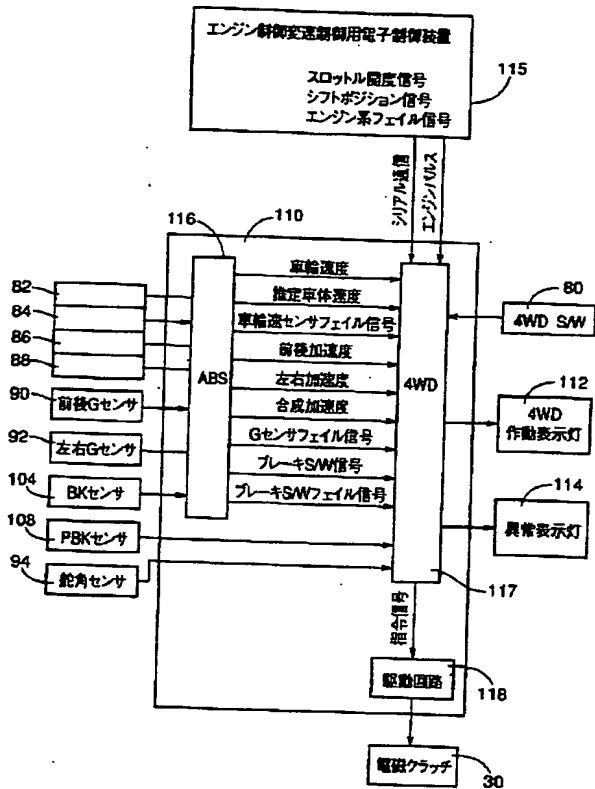 エンジン制御変速制御用電子制御装置
スロットル開度信号
シフトポジション信号
エンジン系フェイル信号
115
シリアル通信
エンジンパルス
110
116
82
84
86
88
90
前後Gセンサ
92
左右Gセンサ
104
BKセンサ
108
PBKセンサ
94
舵角センサ
ABS
車輪速度
推定車体速度
車輪速センサフェイル信号
前後加速度
左右加速度
合成加速度
Gセンサフェイル信号
ブレーキS/W信号
ブレーキS/Wフェイル信号
4WD
80
4WD S/W
112
4WD
作動表示灯
114
異常表示灯
117
指令信号
駆動回路
118
電磁クラッチ
30